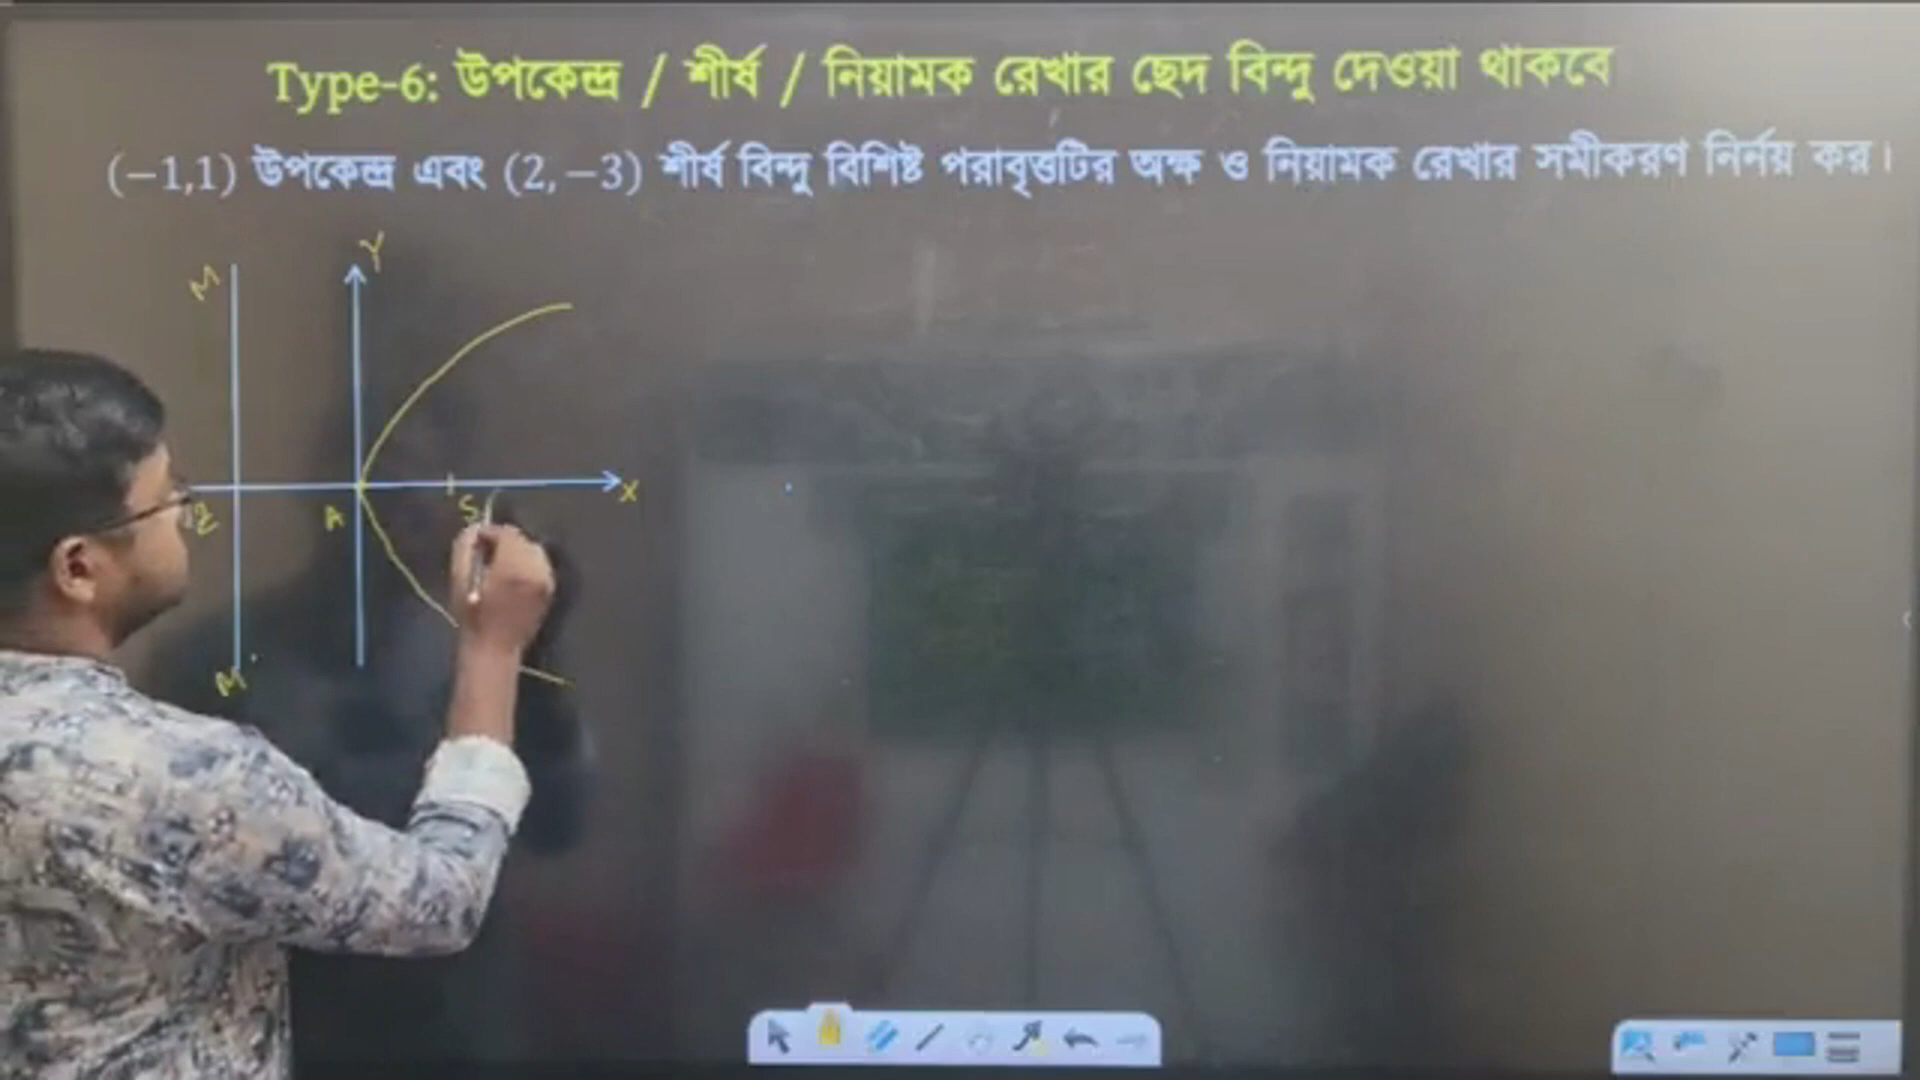 Type-6: উপকেন্দ্র / শীর্ষ / নিয়ামক রেখার ছেদ বিন্দু দেওয়া থাকবে
(−1,1) উপকেন্দ্র এবং (2,−3) শীর্ষ বিন্দু বিশিষ্ট পরাবৃত্তটির অক্ষ ও নিয়ামক রেখার সমীকরণ নির্নয় কর।
Y
M
X
Z
A
S
M'